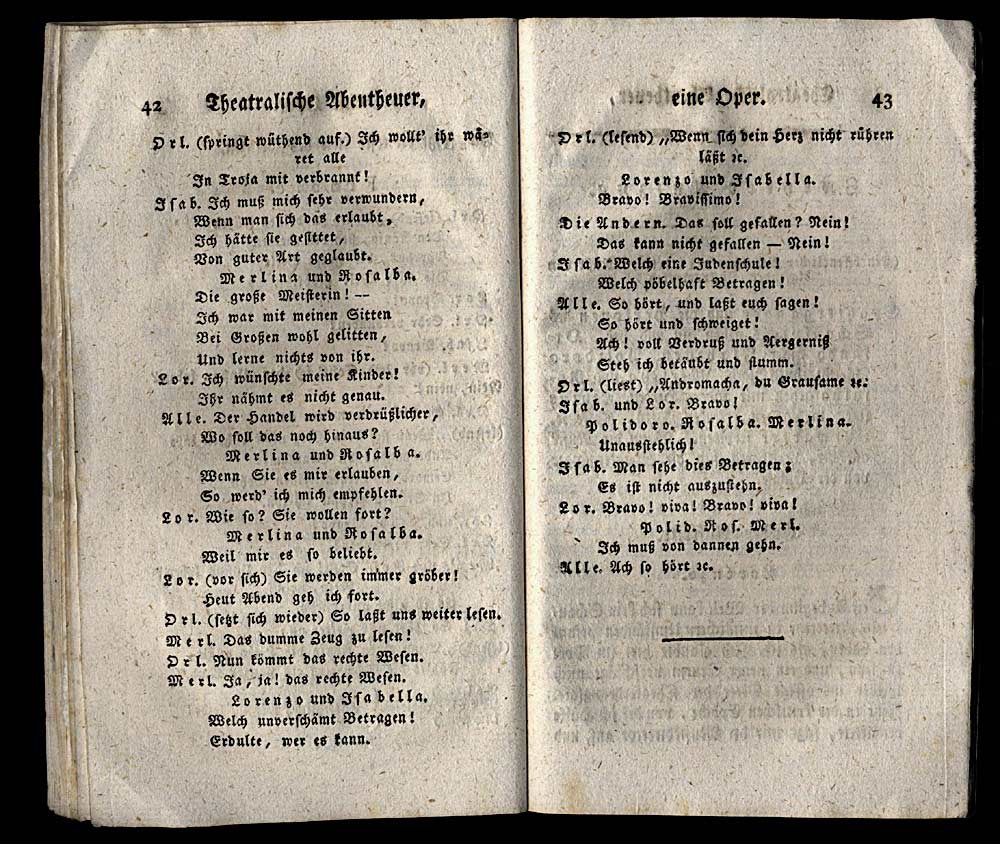 42 Theatralische Abentheuer,
Orl. (springt wüthend auf.) Ich wollt' ihr wä-
ret alle
In Troja mit verbrannt!
Isab. Ich muß mich sehr verwundern,
Wenn man sich das erlaubt,
Ich hätte sie gesittet,
Von guter Art geglaubt.
Merlina und Rosalba.
Die große Meisterin! --
Ich war mit meinen Sitten
Bei Großen wohl gelitten,
Und lerne nichts von ihr.
Lor. Ich wünschte meine Kinder!
Ihr nähmt es nicht genau.
Alle. Der Handel wird verdrüßlicher,
Wo soll das noch hinaus?
Merlina und Rosalba.
Wenn Sie es mir erlauben,
So werd' ich mich empfehlen.
Lor. Wie so? Sie wollen fort?
Merlina und Rosalba.
Weil mir es so beliebt.
Lor. (vor sich) Sie werden immer gröber!
Heut Abend geh ich fort.
Orl. (setzt sich wieder) So laßt uns weiter lesen.
Merl. Das dumme Zeug zu lesen!
Orl. Nun kömmt das rechte Wesen.
Merl. Ja, ja! das rechte Wesen.
Lorenzo und Isabella.
Welch unverschämt Betragen!
Erdulte, wer es kann.
eine Oper. 43
Orl. (lesend) „Wenn sich dein Herz nicht rühren
läßt ꝛc.
Lorenzo und Isabella.
Bravo! Bravissimo!
Die Andern. Das soll gefallen? Nein!
Das kann nicht gefallen — Nein!
Isab. Welch eine Judenschule!
Welch pöbelhaft Betragen!
Alle. So hört, und laßt euch sagen!
So hört und schweiget!
Ach! voll Verdruß und Aergerniß
Steh ich betäubt und stumm.
Orl. (liest) „Andromacha, du Grausame ꝛc.
Isab. und Lor. Bravo!
Polidoro. Rosalba. Merlina.
Unausstehlich!
Isab. Man sehe dies Betragen;
Es ist nicht auszustehn.
Lor. Bravo! viva! Bravo! viva!
Polid. Ros. Merl.
Ich muß von dannen gehn.
Alle. Ach so hört ꝛc.